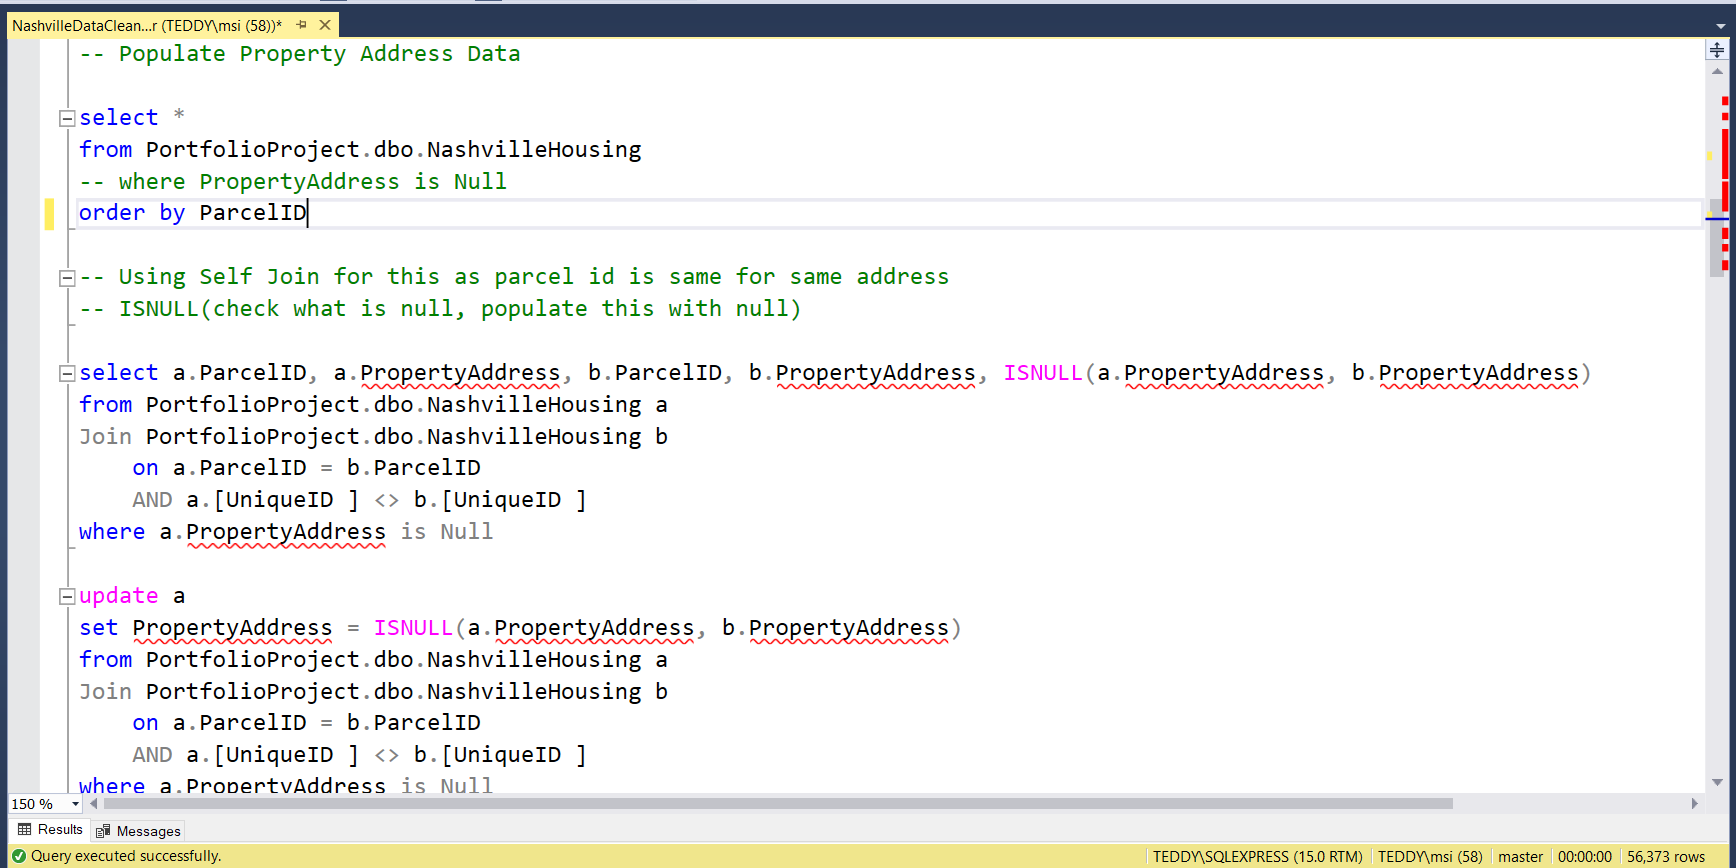 NashvilleDataClean...r (TEDDY\msi (58))*
-- Populate Property Address Data
select *
from PortfolioProject.dbo.NashvilleHousing
-- where PropertyAddress is Null
order by ParcelID
-- Using Self Join for this as parcel id is same for same address
-- ISNULL(check what is null, populate this with null)
select a.ParcelID, a.PropertyAddress, b.ParcelID, b.PropertyAddress, ISNULL(a.PropertyAddress, b.PropertyAddress)
from PortfolioProject.dbo.NashvilleHousing a
Join PortfolioProject.dbo.NashvilleHousing b
on a.ParcelID = b.ParcelID
AND a.[UniqueID ] <> b.[UniqueID ]
where a.PropertyAddress is Null
update a
set PropertyAddress = ISNULL(a.PropertyAddress, b.PropertyAddress)
from PortfolioProject.dbo.NashvilleHousing a
Join PortfolioProject.dbo.NashvilleHousing b
on a.ParcelID = b.ParcelID
AND a.[UniqueID ] <> b.[UniqueID ]
where a.PropertyAddress is Null
150 %
Results Messages
Query executed successfully. TEDDY\SQLEXPRESS (15.0 RTM) TEDDY\msi (58) master 00:00:00 56,373 rows